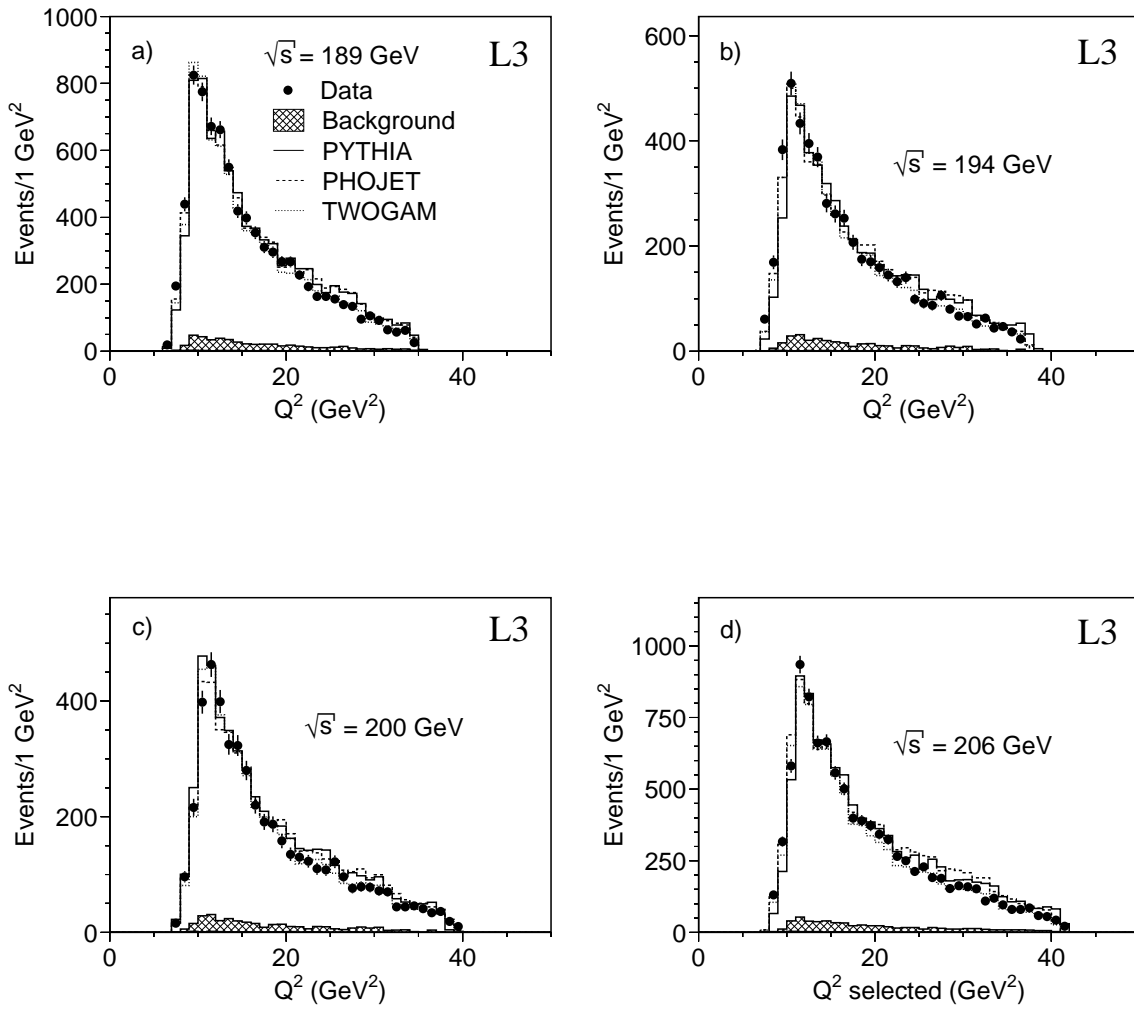 a)
√s = 189 GeV
L3
Data
Background
PYTHIA
PHOJET
TWOGAM
Events/1 GeV²
1000
800
600
400
200
0
0 20 40
Q² (GeV²)
b)
L3
√s = 194 GeV
Events/1 GeV²
600
400
200
0
0 20 40
Q² (GeV²)
c)
L3
√s = 200 GeV
Events/1 GeV²
400
200
0
0 20 40
Q² (GeV²)
d)
L3
√s = 206 GeV
Events/1 GeV²
1000
750
500
250
0
0 20 40
Q² selected (GeV²)